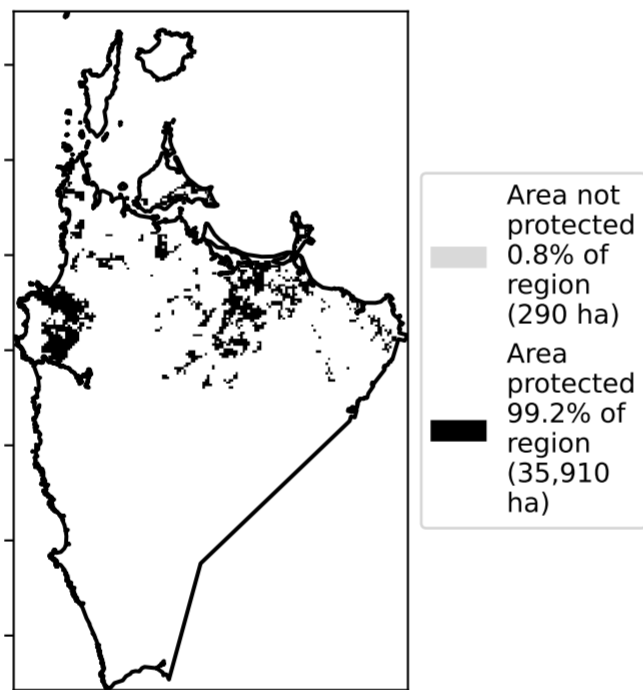 Area not
protected
0.8% of
region
(290 ha)
Area
protected
99.2% of
region
(35,910
ha)